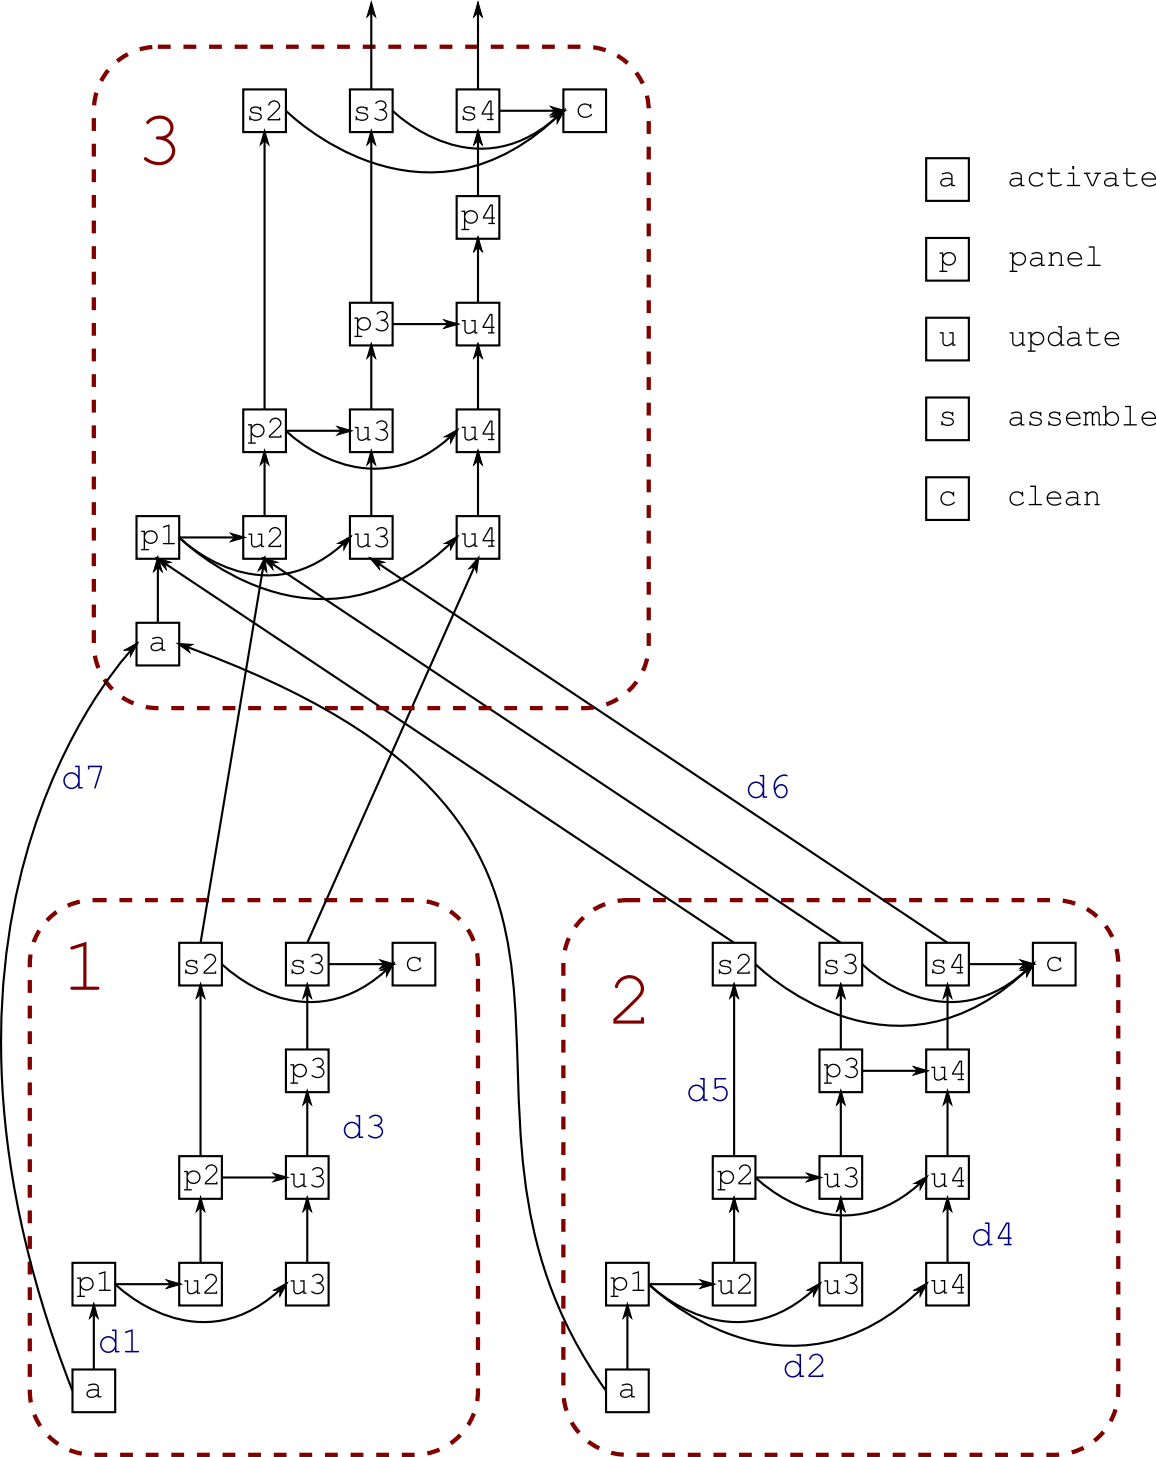 s2 s3 s4 c
3
p4
p3 u4
p2 u3 u4
p1 u2 u3 u4
a
a activate
p panel
u update
s assemble
c clean
d7
d6
1
s2 s3 c
p3
d3
p2 u3
p1 u2 u3
d1
a
2
s2 s3 s4 c
p3 u4
d5
p2 u3 u4
d4
p1 u2 u3 u4
d2
a